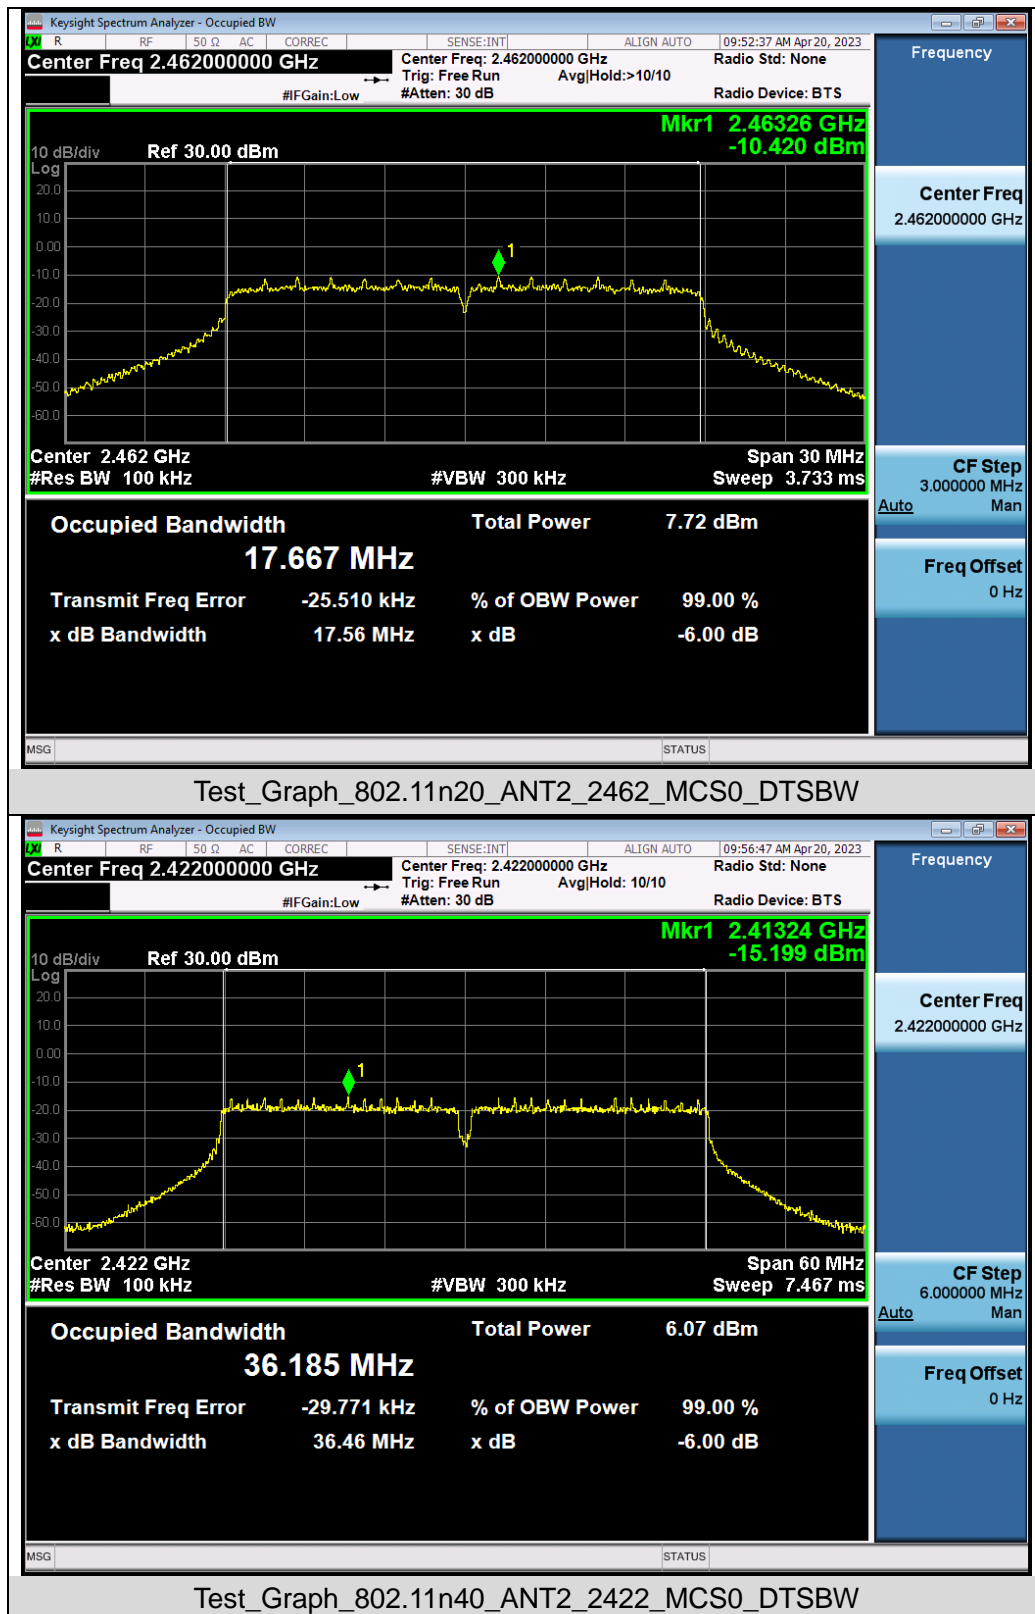 Keysight Spectrum Analyzer - Occupied BW
LXI R RF 50 Ω AC CORREC SENSE:INT ALIGN AUTO 09:52:37 AM Apr 20, 2023
Center Freq 2.462000000 GHz
Center Freq: 2.462000000 GHz
Radio Std: None
Trig: Free Run Avg|Hold:>10/10
#IFGain:Low
#Atten: 30 dB
Radio Device: BTS
Frequency
Mkr1 2.46326 GHz
-10.420 dBm
10 dB/div Ref 30.00 dBm
Log
20.0
10.0
0.00
-10.0
-20.0
-30.0
-40.0
-50.0
-60.0
1
Center Freq
2.462000000 GHz
Center 2.462 GHz Span 30 MHz
#Res BW 100 kHz #VBW 300 kHz Sweep 3.733 ms
CF Step
3.000000 MHz
Auto Man
Occupied Bandwidth Total Power 7.72 dBm
17.667 MHz
Transmit Freq Error -25.510 kHz % of OBW Power 99.00 %
x dB Bandwidth 17.56 MHz x dB -6.00 dB
Freq Offset
0 Hz
MSG STATUS
Test_Graph_802.11n20_ANT2_2462_MCS0_DTSBW
Keysight Spectrum Analyzer - Occupied BW
LXI R RF 50 Ω AC CORREC SENSE:INT ALIGN AUTO 09:56:47 AM Apr 20, 2023
Center Freq 2.422000000 GHz
Center Freq: 2.422000000 GHz
Radio Std: None
Trig: Free Run Avg|Hold: 10/10
#IFGain:Low
#Atten: 30 dB
Radio Device: BTS
Frequency
Mkr1 2.41324 GHz
-15.199 dBm
10 dB/div Ref 30.00 dBm
Log
20.0
10.0
0.00
-10.0
-20.0
-30.0
-40.0
-50.0
-60.0
1
Center Freq
2.422000000 GHz
Center 2.422 GHz Span 60 MHz
#Res BW 100 kHz #VBW 300 kHz Sweep 7.467 ms
CF Step
6.000000 MHz
Auto Man
Occupied Bandwidth Total Power 6.07 dBm
36.185 MHz
Transmit Freq Error -29.771 kHz % of OBW Power 99.00 %
x dB Bandwidth 36.46 MHz x dB -6.00 dB
Freq Offset
0 Hz
MSG STATUS
Test_Graph_802.11n40_ANT2_2422_MCS0_DTSBW